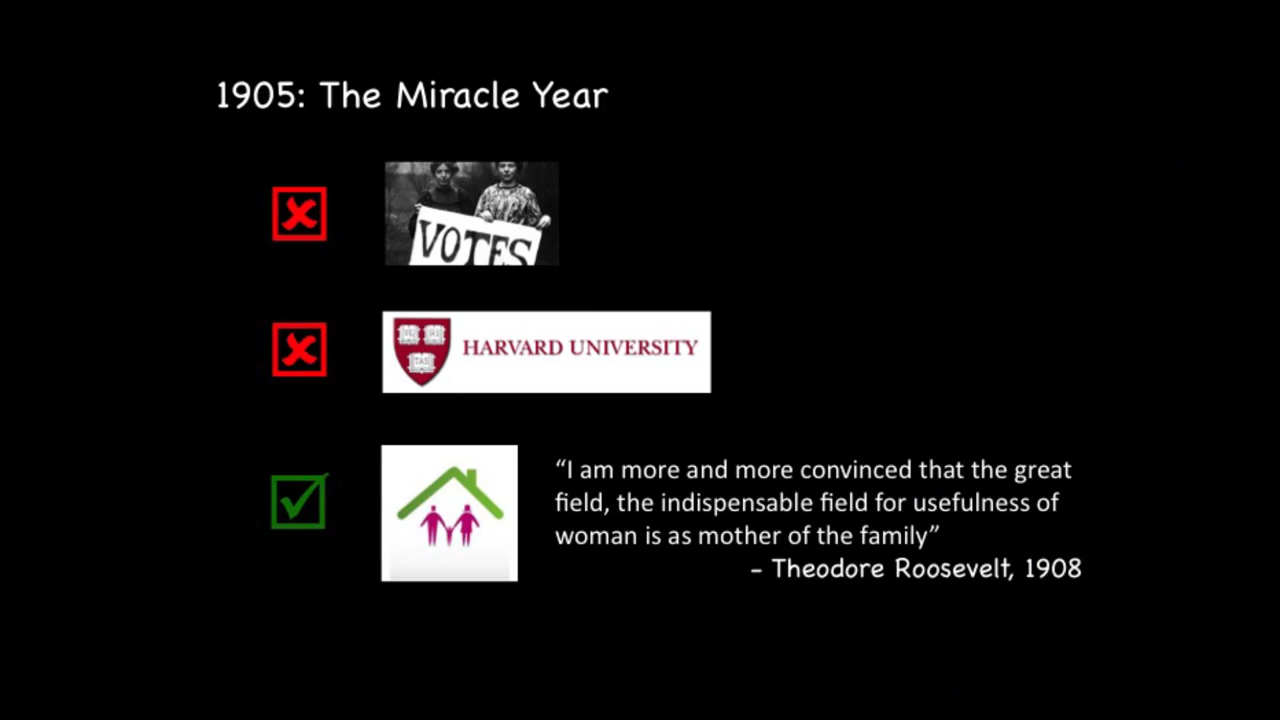 1905: The Miracle Year
VOTES
HARVARD UNIVERSITY
“I am more and more convinced that the great
field, the indispensable field for usefulness of
woman is as mother of the family”
– Theodore Roosevelt, 1908